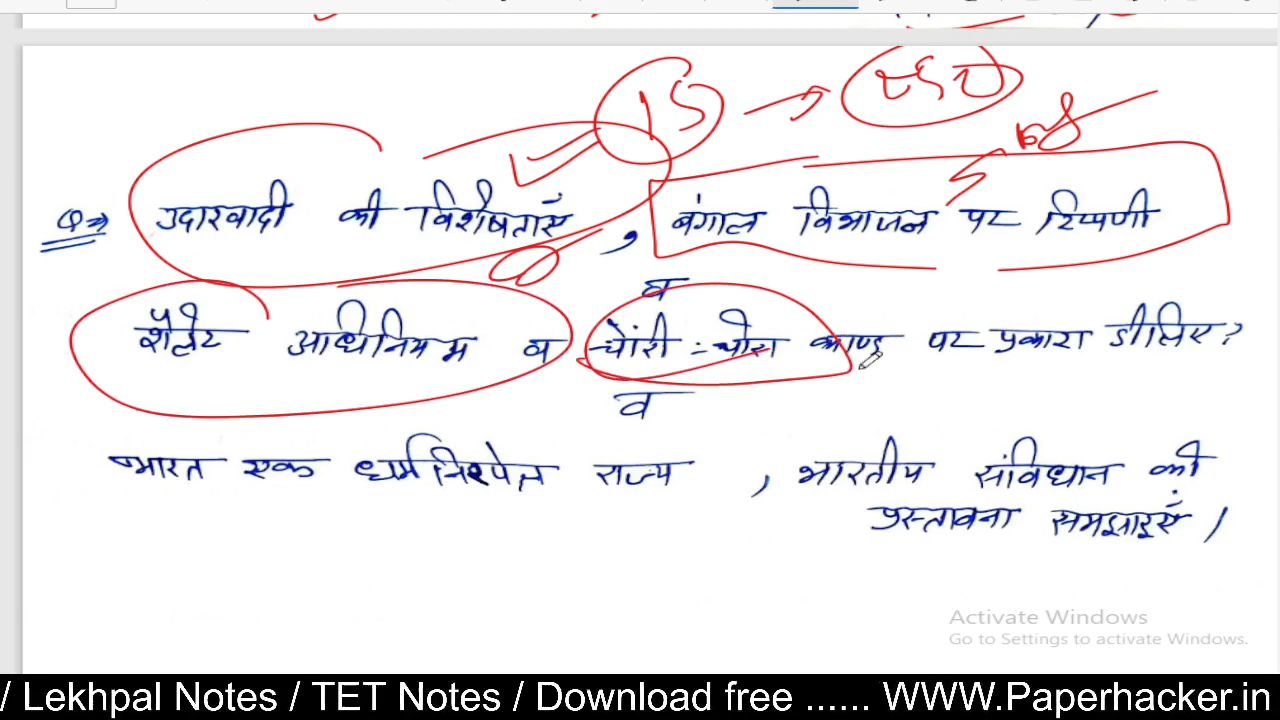 15 →
Q⇒ उदारवादी की विशेषताएं , बंगाल विभाजन पर टिप्पणी
व
रौलेट अधिनियम व चौरी-चौरा काण्ड पर प्रकाश डालिए?
व
भारत एक धर्मनिरपेक्ष राज्य , भारतीय संविधान की
प्रस्तावना समझाइएं ।
Activate Windows
Go to Settings to activate Windows.
/ Lekhpal Notes / TET Notes / Download free ...... WWW.Paperhacker.in